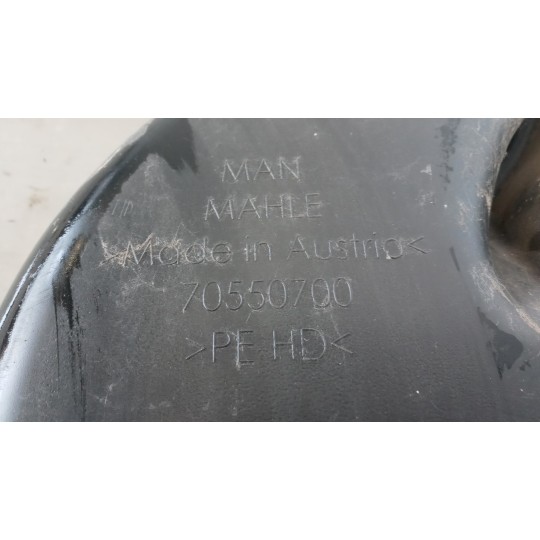 MAN
MAHLE
>Made in Austria<
70550700
>PE HD<